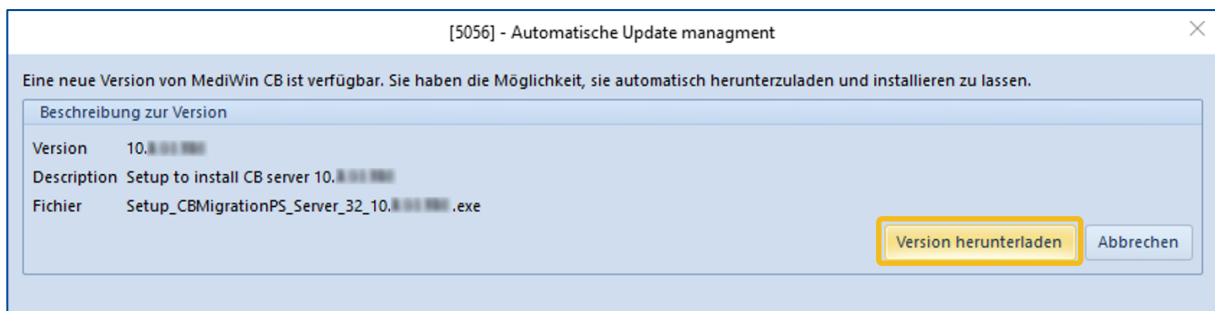 [5056] - Automatische Update managment
Eine neue Version von MediWin CB ist verfügbar. Sie haben die Möglichkeit, sie automatisch herunterzuladen und installieren zu lassen.
Beschreibung zur Version
Version 10.
Description Setup to install CB server 10.
Fichier Setup_CBMigrationPS_Server_32_10. .exe
Version herunterladen Abbrechen